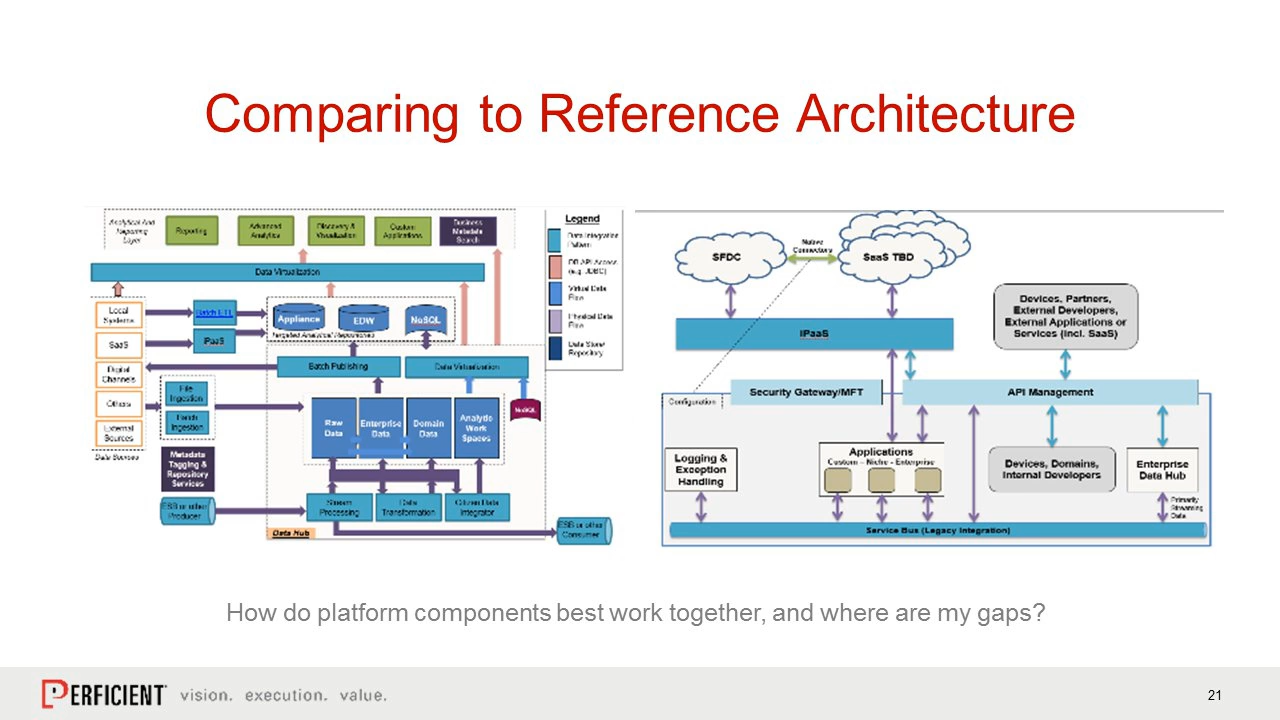 Comparing to Reference Architecture
Analytical And
Reporting
Layer
Reporting
Advanced
Analytics
Discovery &
Visualization
Custom
Applications
Business
Metadata
Search
Data Virtualization
Local
Systems
SaaS
Digital
Channels
Others
External
Sources
Data Sources
Batch ETL
iPaaS
File
Ingestion
Batch
Ingestion
Metadata
Tagging &
Repository
Services
ESB or other
Producer
Appliance
EDW
NoSQL
Targeted Analytical Repositories
Batch Publishing
Data Virtualization
Raw
Data
Enterprise
Data
Domain
Data
Analytic
Work
Spaces
NoSQL
Stream
Processing
Data
Transformation
Citizen Data
Integrator
Data Hub
ESB or other
Consumer
Legend
Data Integration
Pattern
DB API Access
(e.g. JDBC)
Virtual Data
Flow
Physical Data
Flow
Data Store/
Repository
SFDC
Native
Connectors
SaaS TBD
iPaaS
Devices, Partners,
External Developers,
External Applications or
Services (incl. SaaS)
Configuration
Security Gateway/MFT
API Management
Logging &
Exception
Handling
Applications
Custom – Niche - Enterprise
Devices, Domains,
Internal Developers
Enterprise
Data Hub
Primarily
Streaming
Data
Service Bus (Legacy Integration)
How do platform components best work together, and where are my gaps?
PERFICIENT vision. execution. value.
21